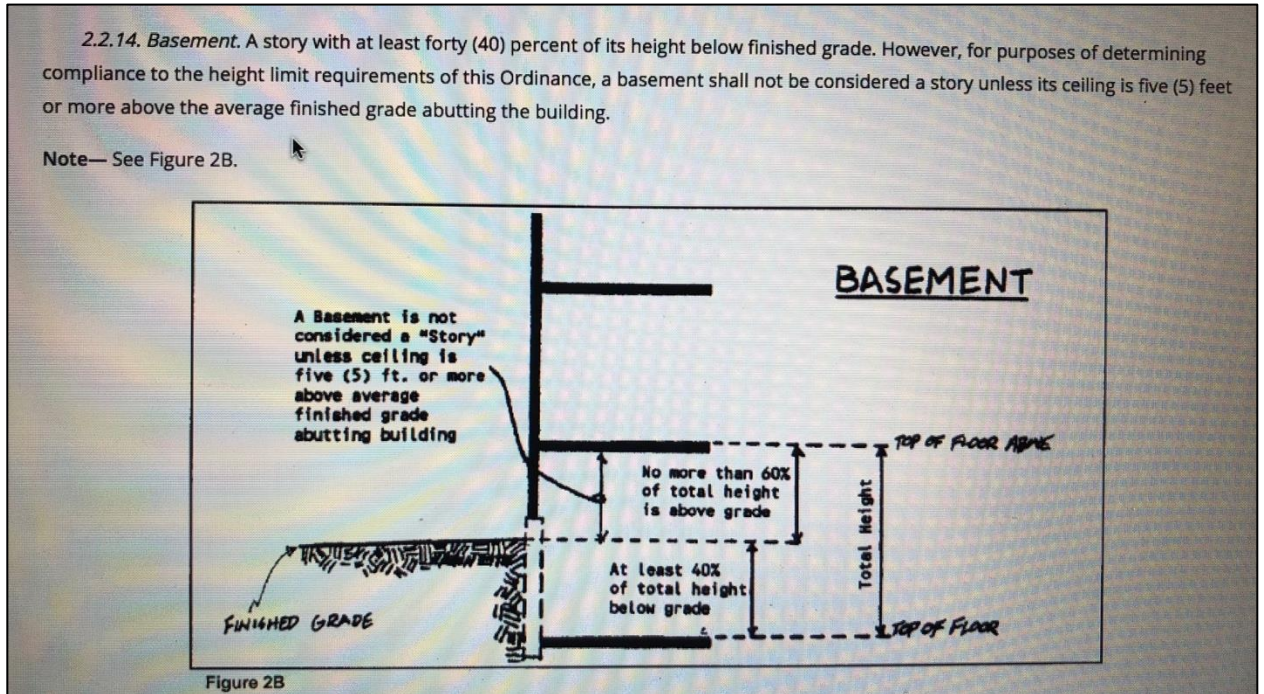 2.2.14. Basement. A story with at least forty (40) percent of its height below finished grade. However, for purposes of determining
compliance to the height limit requirements of this Ordinance, a basement shall not be considered a story unless its ceiling is five (5) feet
or more above the average finished grade abutting the building.
Note— See Figure 2B.
BASEMENT
A Basement is not
considered a "Story"
unless ceiling is
five (5) ft. or more
above average
finished grade
abutting building
TOP OF FLOOR ABOVE
No more than 60%
of total height
is above grade
Total Height
At least 40%
of total height
below grade
FINISHED GRADE
TOP OF FLOOR
Figure 2B